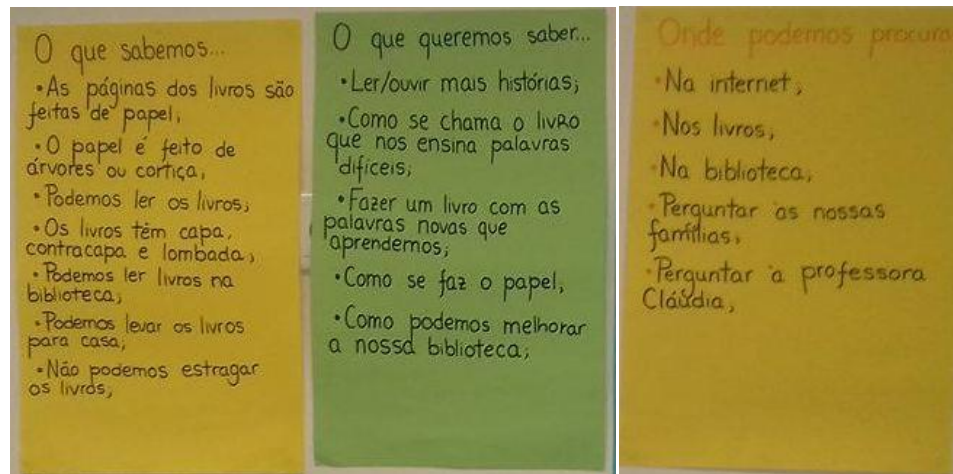 O que sabemos...
•As páginas dos livros são
feitas de papel;
•O papel é feito de
árvores ou cortiça;
•Podemos ler os livros;
•Os livros têm capa,
contracapa e lombada;
•Podemos ler livros na
biblioteca;
•Podemos levar os livros
para casa;
•Não podemos estragar
os livros;
O que queremos saber...
•Ler/ouvir mais histórias;
•Como se chama o livro
que nos ensina palavras
difíceis;
•Fazer um livro com as
palavras novas que
aprendemos;
•Como se faz o papel;
•Como podemos melhorar
a nossa biblioteca;
Onde podemos procura
•Na internet;
•Nos livros;
•Na biblioteca;
•Perguntar às nossas
famílias;
•Perguntar à professora
Cláudia;